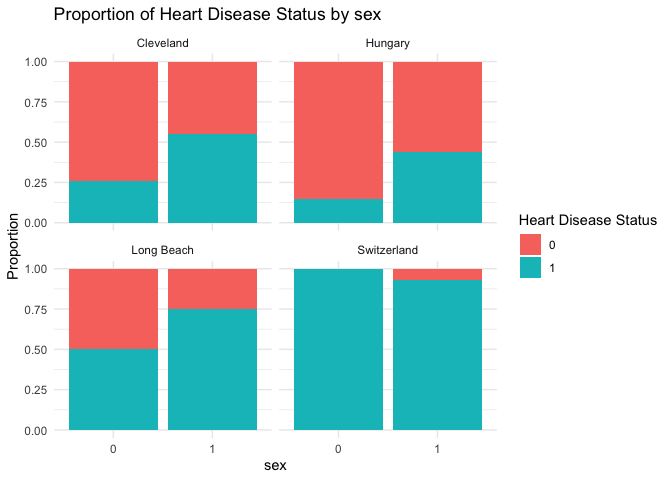 Proportion of Heart Disease Status by sex
Cleveland
Hungary
1.00
0.75
0.50
0.25
0.00
Long Beach
Switzerland
1.00
0.75
0.50
0.25
0.00
0
1
0
1
sex
Proportion
Heart Disease Status
0
1